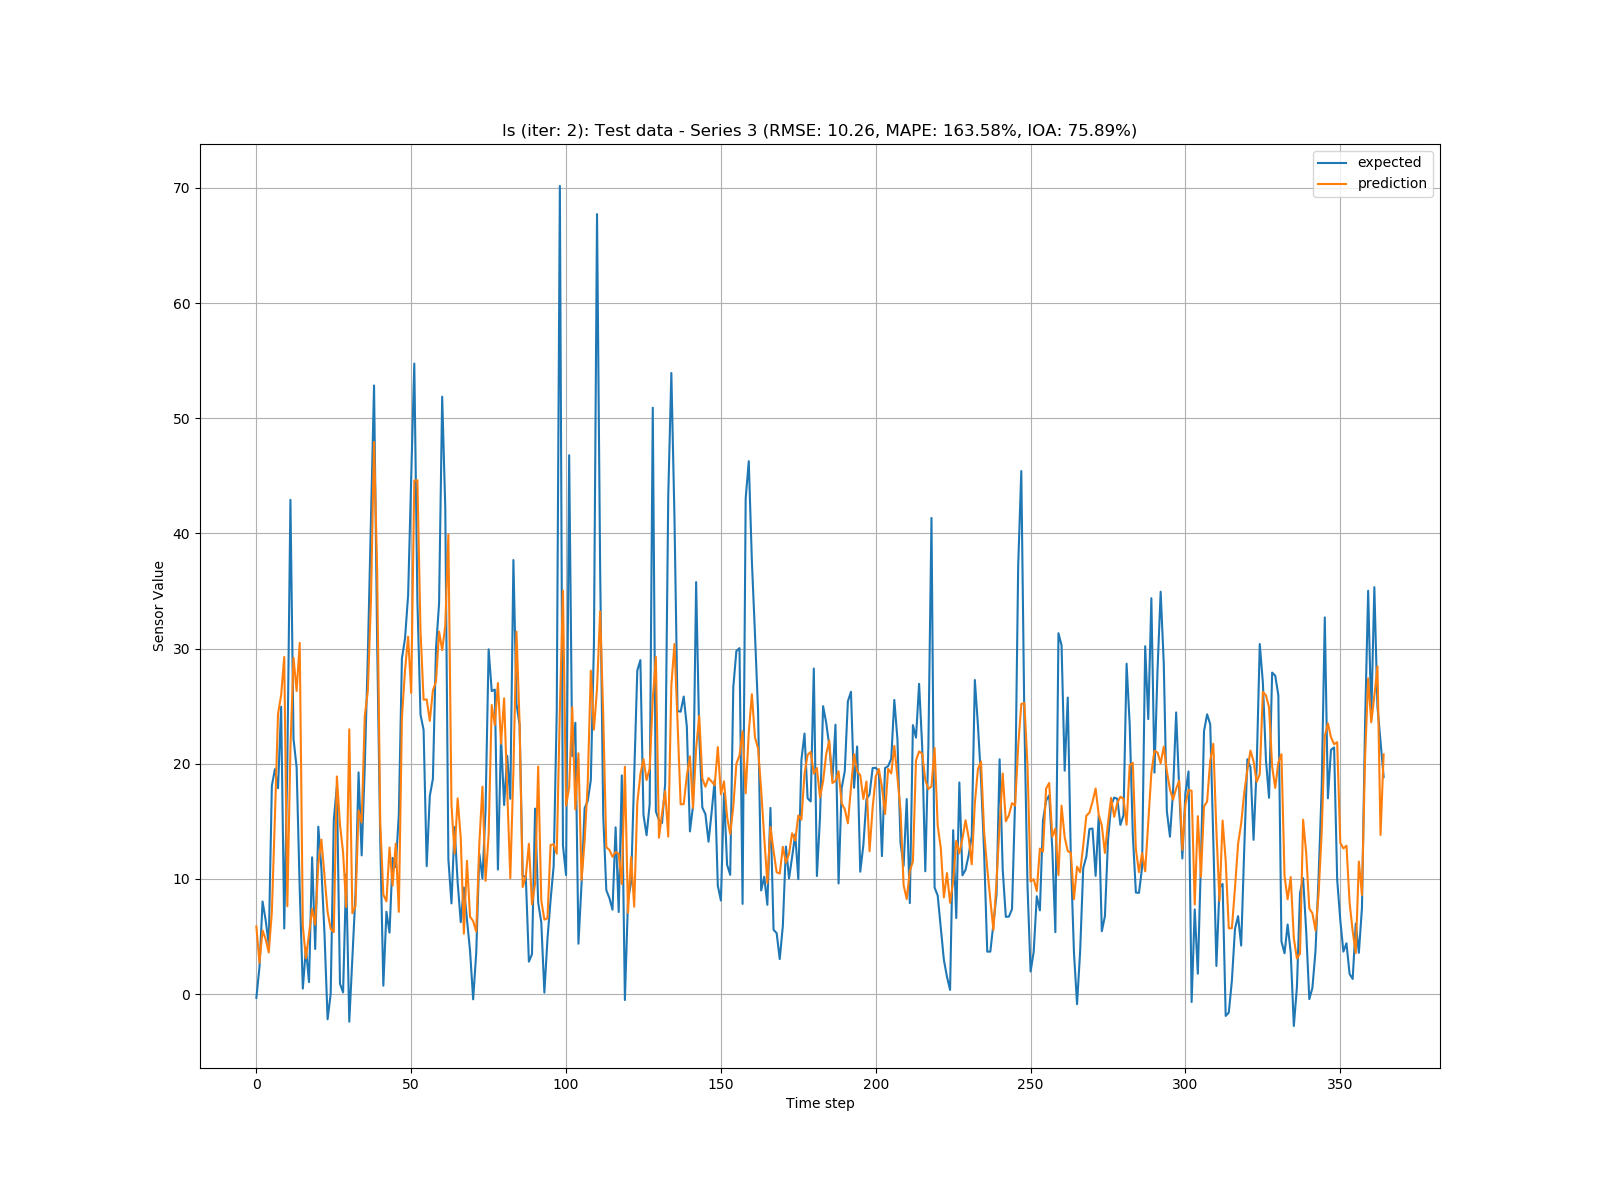 ls (iter: 2): Test data - Series 3 (RMSE: 10.26, MAPE: 163.58%, IOA: 75.89%)
expected
prediction
70
60
50
40
30
20
10
0
Sensor Value
0 50 100 150 200 250 300 350
Time step